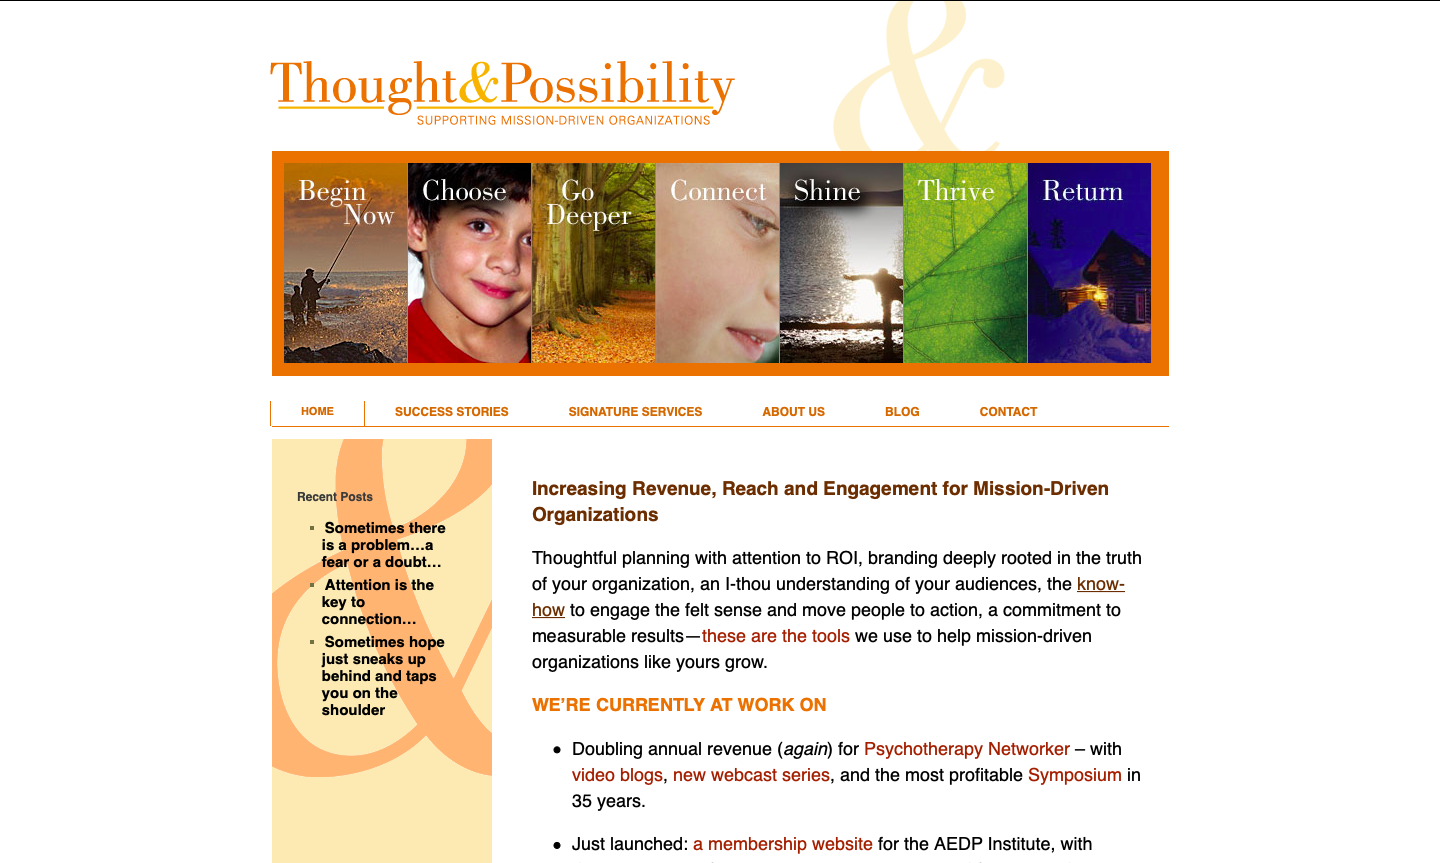 Thought&Possibility
SUPPORTING MISSION-DRIVEN ORGANIZATIONS
Begin
Now
Choose
Go
Deeper
Connect
Shine
Thrive
Return
HOME
SUCCESS STORIES
SIGNATURE SERVICES
ABOUT US
BLOG
CONTACT
Recent Posts
Sometimes there
is a problem…a
fear or a doubt…
Attention is the
key to
connection…
Sometimes hope
just sneaks up
behind and taps
you on the
shoulder
Increasing Revenue, Reach and Engagement for Mission-Driven
Organizations
Thoughtful planning with attention to ROI, branding deeply rooted in the truth
of your organization, an I-thou understanding of your audiences, the know-
how to engage the felt sense and move people to action, a commitment to
measurable results—these are the tools we use to help mission-driven
organizations like yours grow.
WE’RE CURRENTLY AT WORK ON
• Doubling annual revenue (again) for Psychotherapy Networker – with
video blogs, new webcast series, and the most profitable Symposium in
35 years.
• Just launched: a membership website for the AEDP Institute, with